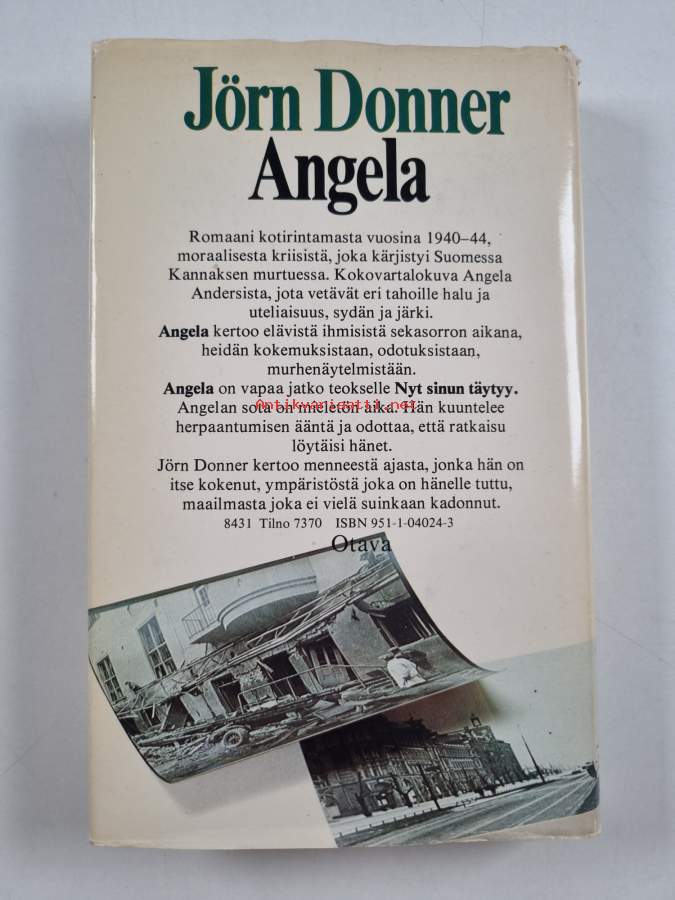 Jörn Donner
Angela
Romaani kotirintamasta vuosina 1940–44,
moraalisesta kriisistä, joka kärjistyi Suomessa
Kannaksen murtuessa. Kokovartalokuva Angela
Andersista, jota vetävät eri tahoille halu ja
uteliaisuus, sydän ja järki.
Angela kertoo elävistä ihmisistä sekasorron aikana,
heidän kokemuksistaan, odotuksistaan,
murhenäytelmistään.
Angela on vapaa jatko teokselle Nyt sinun täytyy.
Angelan sota on mieletön aika. Hän kuuntelee
Antikvariaatti.net
herpaantumisen ääntä ja odottaa, että ratkaisu
löytäisi hänet.
Jörn Donner kertoo menneestä ajasta, jonka hän on
itse kokenut, ympäristöstä joka on hänelle tuttu,
maailmasta joka ei vielä suinkaan kadonnut.
8431 Tilno 7370 ISBN 951-1-04024-3
Otava